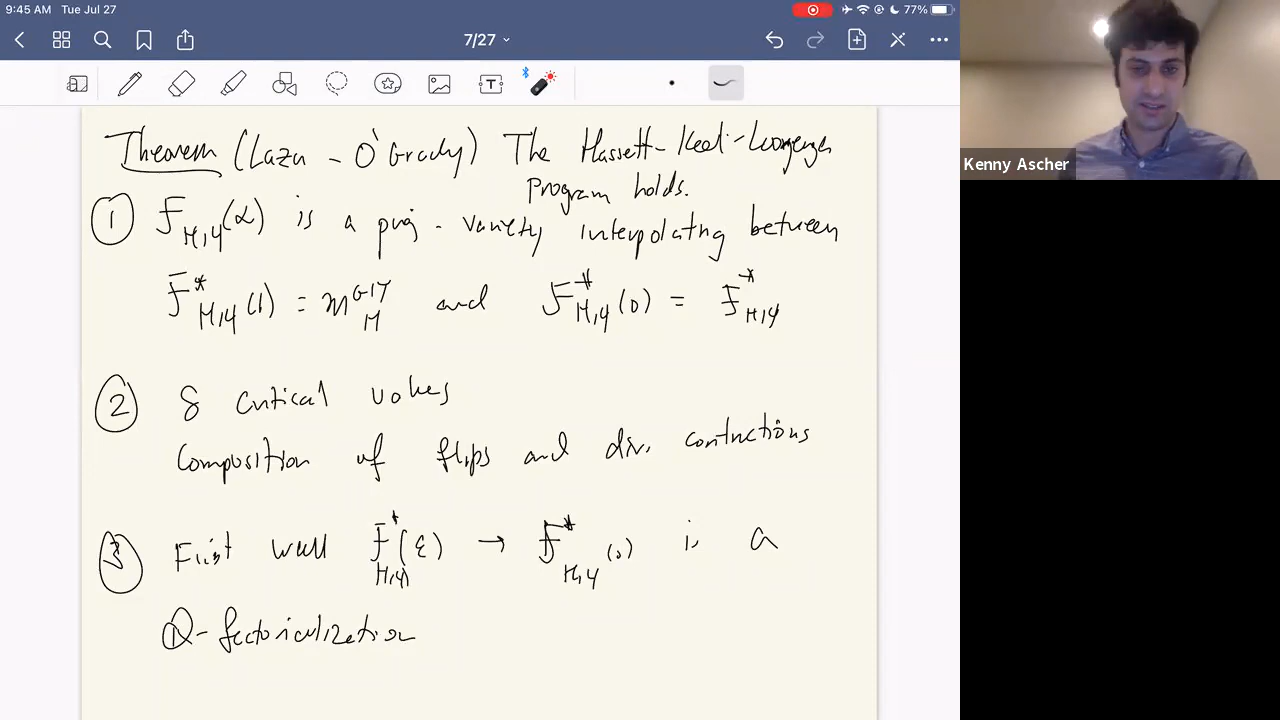 9:45 AM Tue Jul 27
77%
7/27
Kenny Ascher
Theorem (Laza - O'Grady) The Hassett-Keel-Looijenga
Program holds.
① F_{H,4}(α) is a proj. variety interpolating between
F*_{H,4}(1) = M^{GIT}_H and F*_{H,4}(0) = F*_{H,4}
② 8 critical values
Composition of flips and div. contractions
③ First wall F*_{H,4}(ε) → F*_{H,4}(0) is a
Q-factorialization